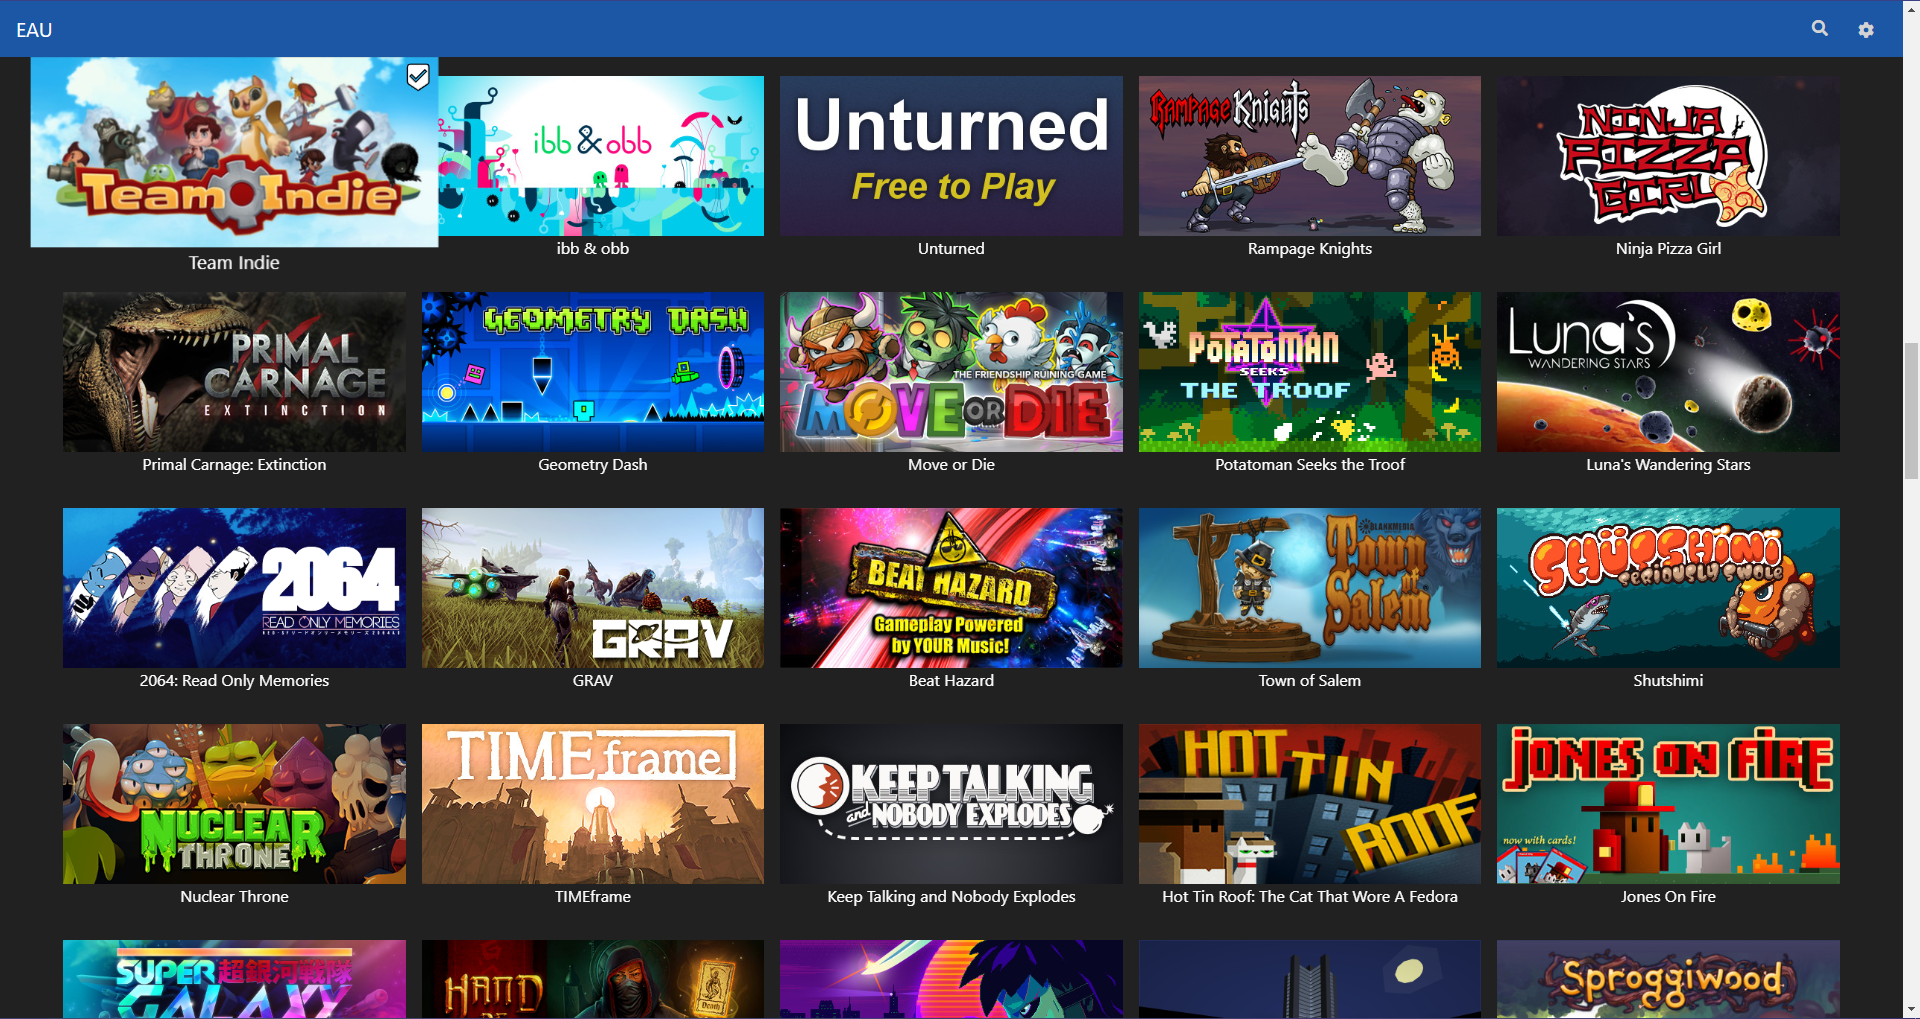 EAU
Team Indie
ibb & obb
Unturned
Free to Play
Rampage Knights
NINJA
PIZZA
GIRL
Team Indie
ibb & obb
Unturned
Rampage Knights
Ninja Pizza Girl
PRIMAL
CARNAGE
EXTINCTION
GEOMETRY DASH
THE FRIENDSHIP RUINING GAME
MOVE OR DIE
POTATOMAN
SEEKS
THE TROOF
Luna's
WANDERING STARS
Primal Carnage: Extinction
Geometry Dash
Move or Die
Potatoman Seeks the Troof
Luna's Wandering Stars
2064
READ ONLY MEMORIES
GRAV
BEAT HAZARD
Gameplay Powered
by YOUR Music!
BLANKMEDIA
Town
of
Salem
SHÜTSHIMI
SERIOUSLY SWOLE
2064: Read Only Memories
GRAV
Beat Hazard
Town of Salem
Shutshimi
NUCLEAR
THRONE
TIMEframe
KEEP TALKING
and NOBODY EXPLODES
HOT
TIN
ROOF
JONES ON FIRE
now with cards!
Nuclear Throne
TIMEframe
Keep Talking and Nobody Explodes
Hot Tin Roof: The Cat That Wore A Fedora
Jones On Fire
SUPER 超銀河戦隊
GALAXY
HAND
OF
Death
Sproggiwood